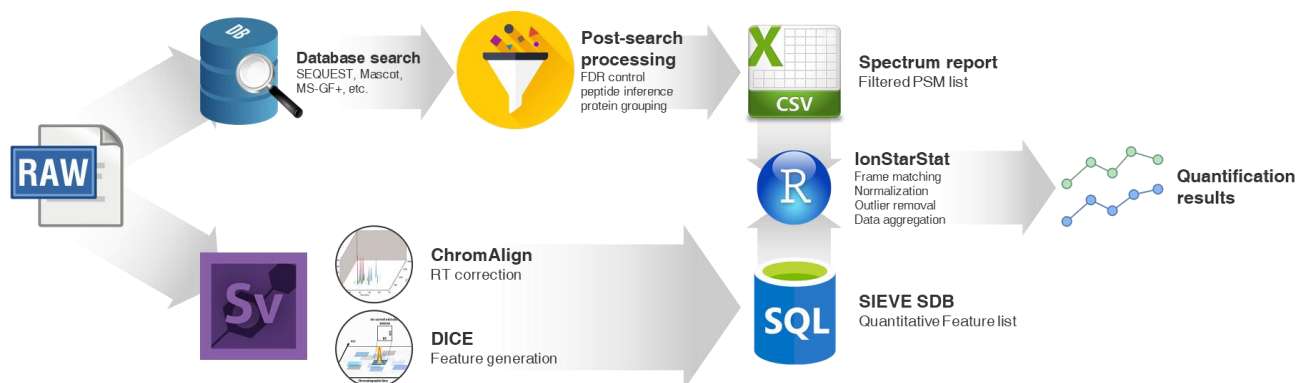 DB
Database search
SEQUEST, Mascot,
MS-GF+, etc.
Post-search
processing
FDR control
peptide inference
protein grouping
X
CSV
Spectrum report
Filtered PSM list
RAW
R
IonStarStat
Frame matching
Normalization
Outlier removal
Data aggregation
Quantification
results
Sv
ChromAlign
RT correction
DICE
Feature generation
SQL
SIEVE SDB
Quantitative Feature list